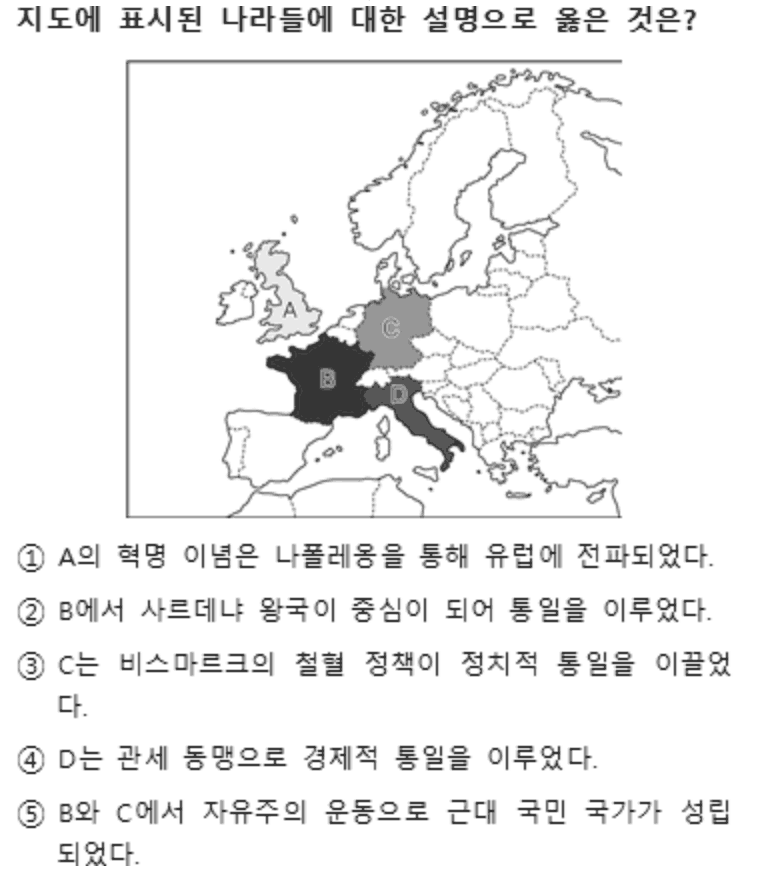 지도에 표시된 나라들에 대한 설명으로 옳은 것은?
A
C
B
D
① A의 혁명 이념은 나폴레옹을 통해 유럽에 전파되었다.
② B에서 사르데냐 왕국이 중심이 되어 통일을 이루었다.
③ C는 비스마르크의 철혈 정책이 정치적 통일을 이끌었
다.
④ D는 관세 동맹으로 경제적 통일을 이루었다.
⑤ B와 C에서 자유주의 운동으로 근대 국민 국가가 성립
되었다.